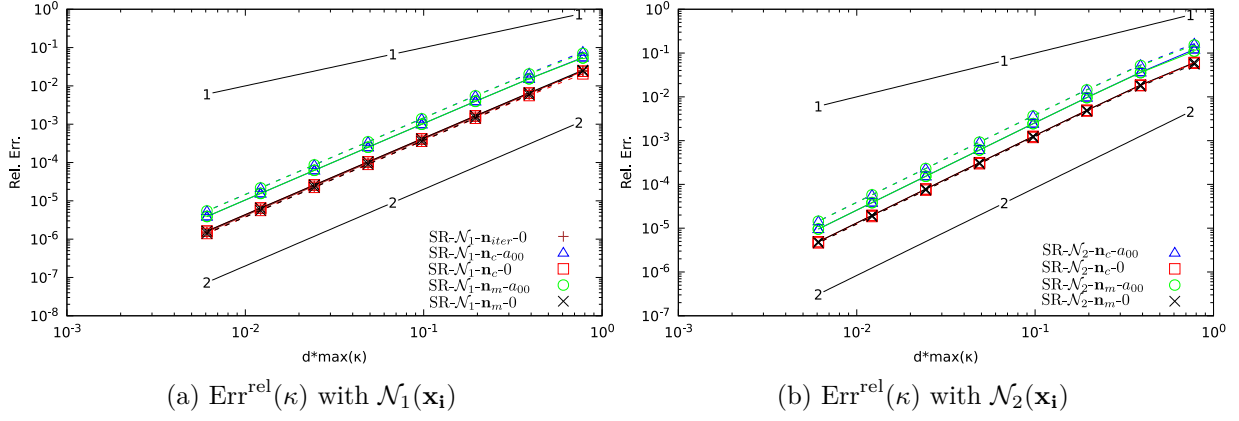 10^0
10^-1
10^-2
10^-3
10^-4
10^-5
10^-6
10^-7
10^-8
Rel. Err.
1
1
1
2
2
2
SR-𝒩₁-𝐧_iter-0
SR-𝒩₁-𝐧_c-a₀₀
SR-𝒩₁-𝐧_c-0
SR-𝒩₁-𝐧_m-a₀₀
SR-𝒩₁-𝐧_m-0
10^-3 10^-2 10^-1 10^0
d*max(κ)
(a) Err^rel(κ) with 𝒩₁(𝐱_𝐢)
10^0
10^-1
10^-2
10^-3
10^-4
10^-5
10^-6
10^-7
Rel. Err.
1
1
1
2
2
2
SR-𝒩₂-𝐧_c-a₀₀
SR-𝒩₂-𝐧_c-0
SR-𝒩₂-𝐧_m-a₀₀
SR-𝒩₂-𝐧_m-0
10^-3 10^-2 10^-1 10^0
d*max(κ)
(b) Err^rel(κ) with 𝒩₂(𝐱_𝐢)